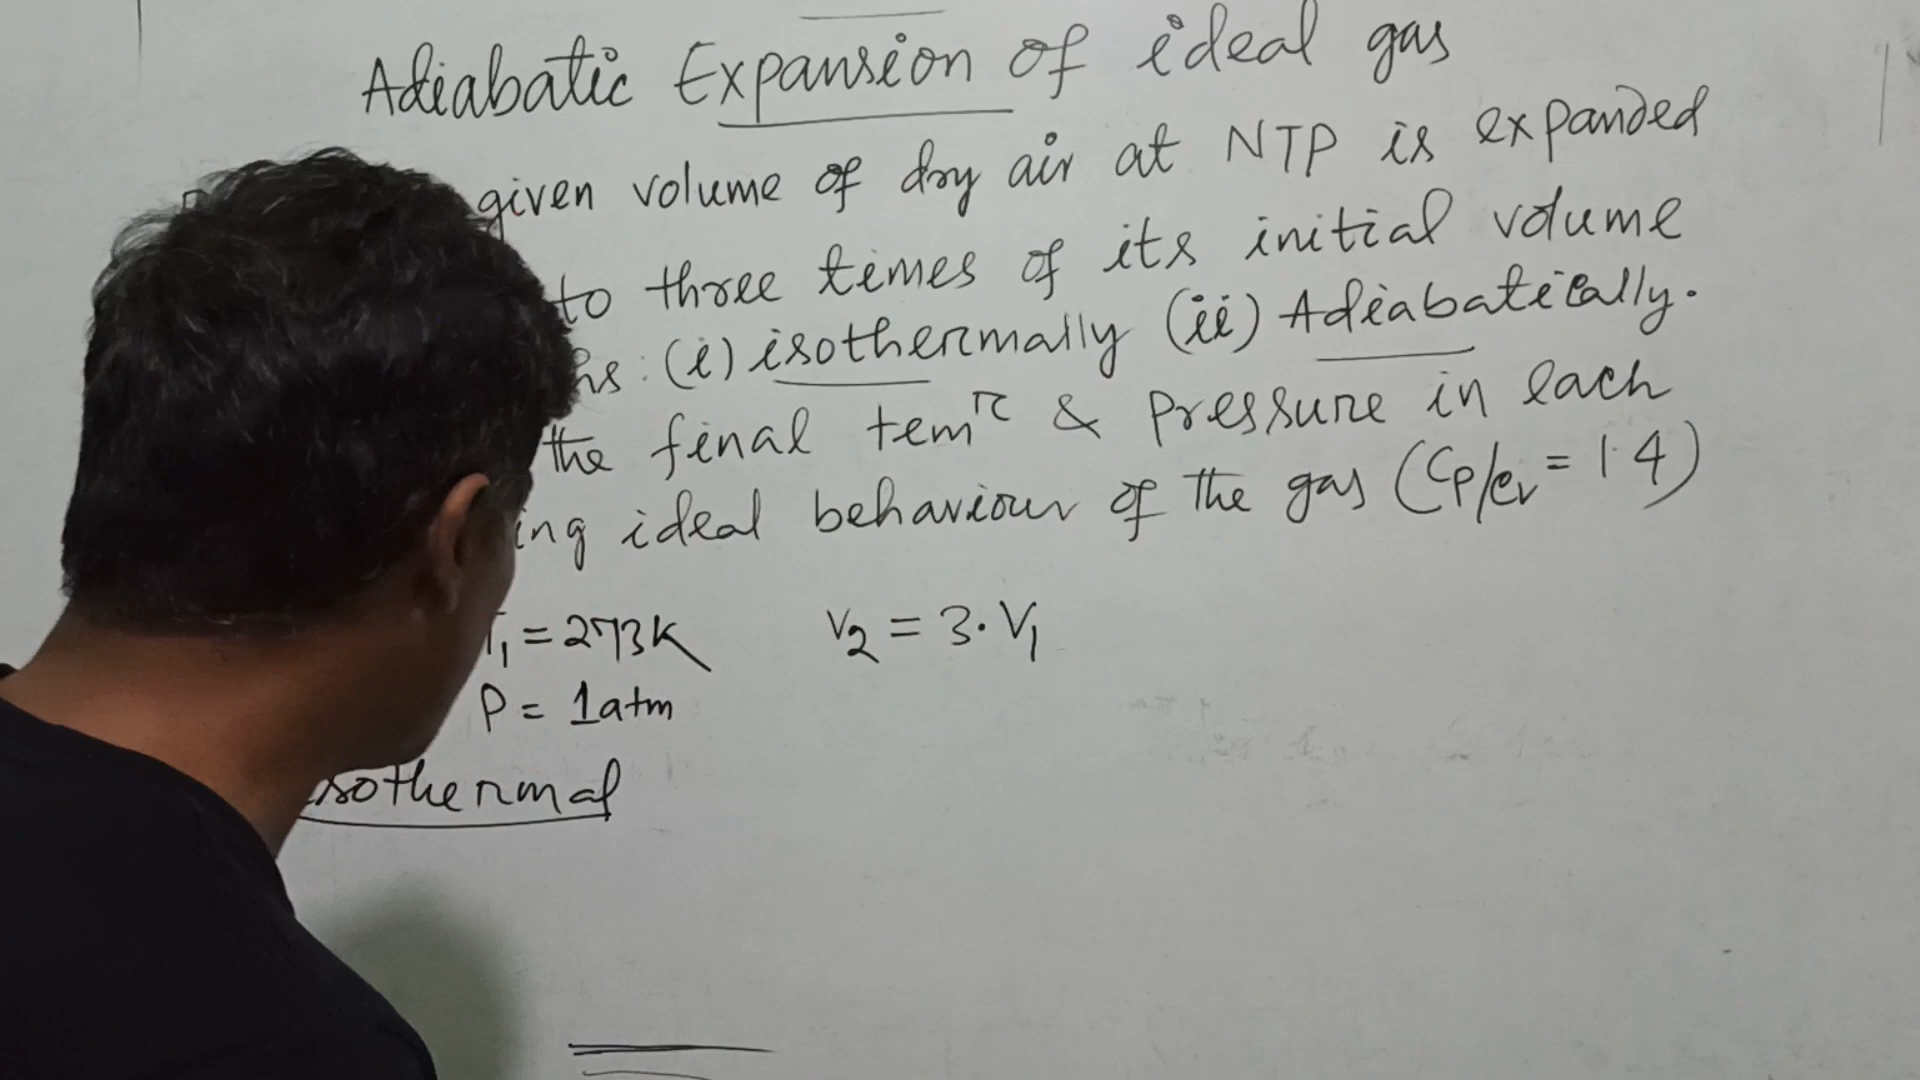 Adiabatic Expansion of ideal gas
given volume of dry air at NTP is expanded
to three times of its initial volume
(i) isothermally (ii) Adiabatically.
the final tem^r & Pressure in each
ing ideal behaviour of the gas (Cp/Cv = 1.4)
T₁ = 273K V₂ = 3·V₁
P = 1atm
isothermal